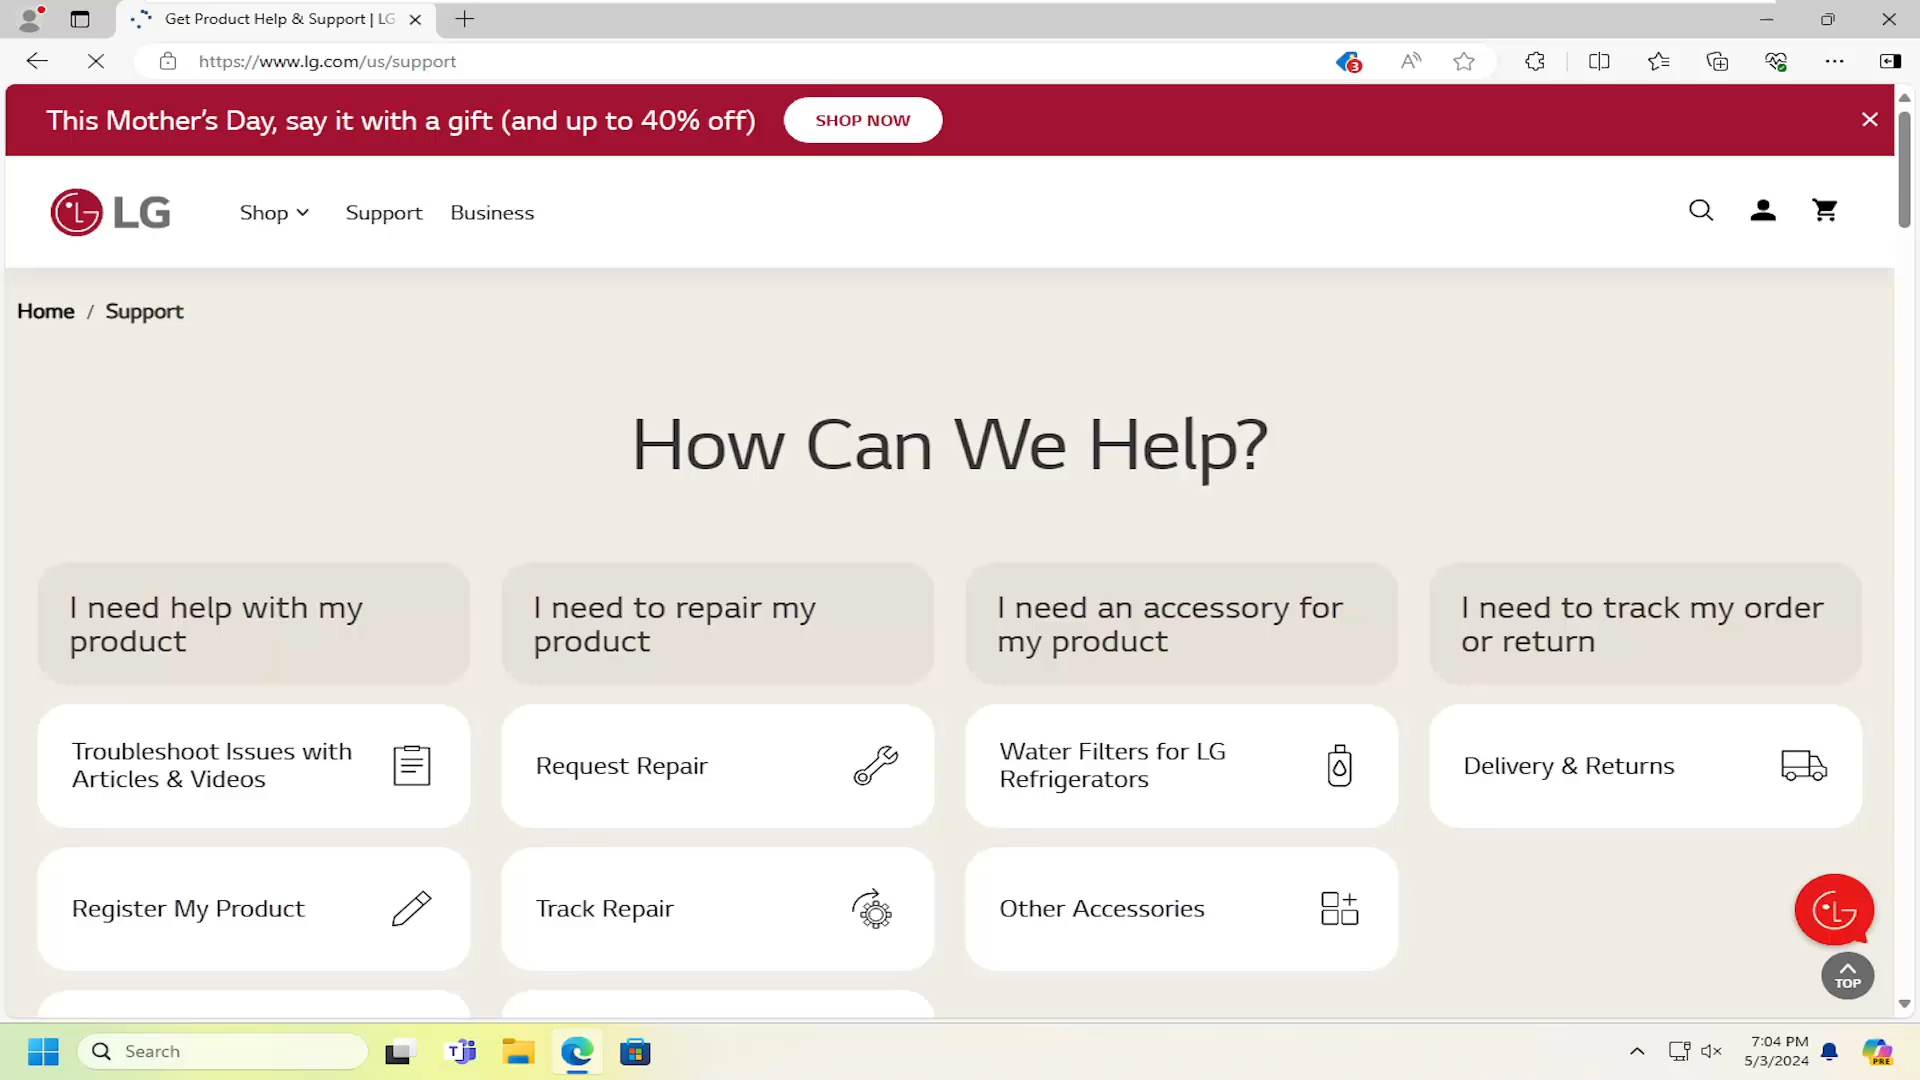 Get Product Help & Support | LG
https://www.lg.com/us/support
3
This Mother's Day, say it with a gift (and up to 40% off)
SHOP NOW
LG
Shop
Support
Business
Home / Support
How Can We Help?
I need help with my
product
I need to repair my
product
I need an accessory for
my product
I need to track my order
or return
Troubleshoot Issues with
Articles & Videos
Request Repair
Water Filters for LG
Refrigerators
Delivery & Returns
Register My Product
Track Repair
Other Accessories
TOP
Search
7:04 PM
5/3/2024
PRE